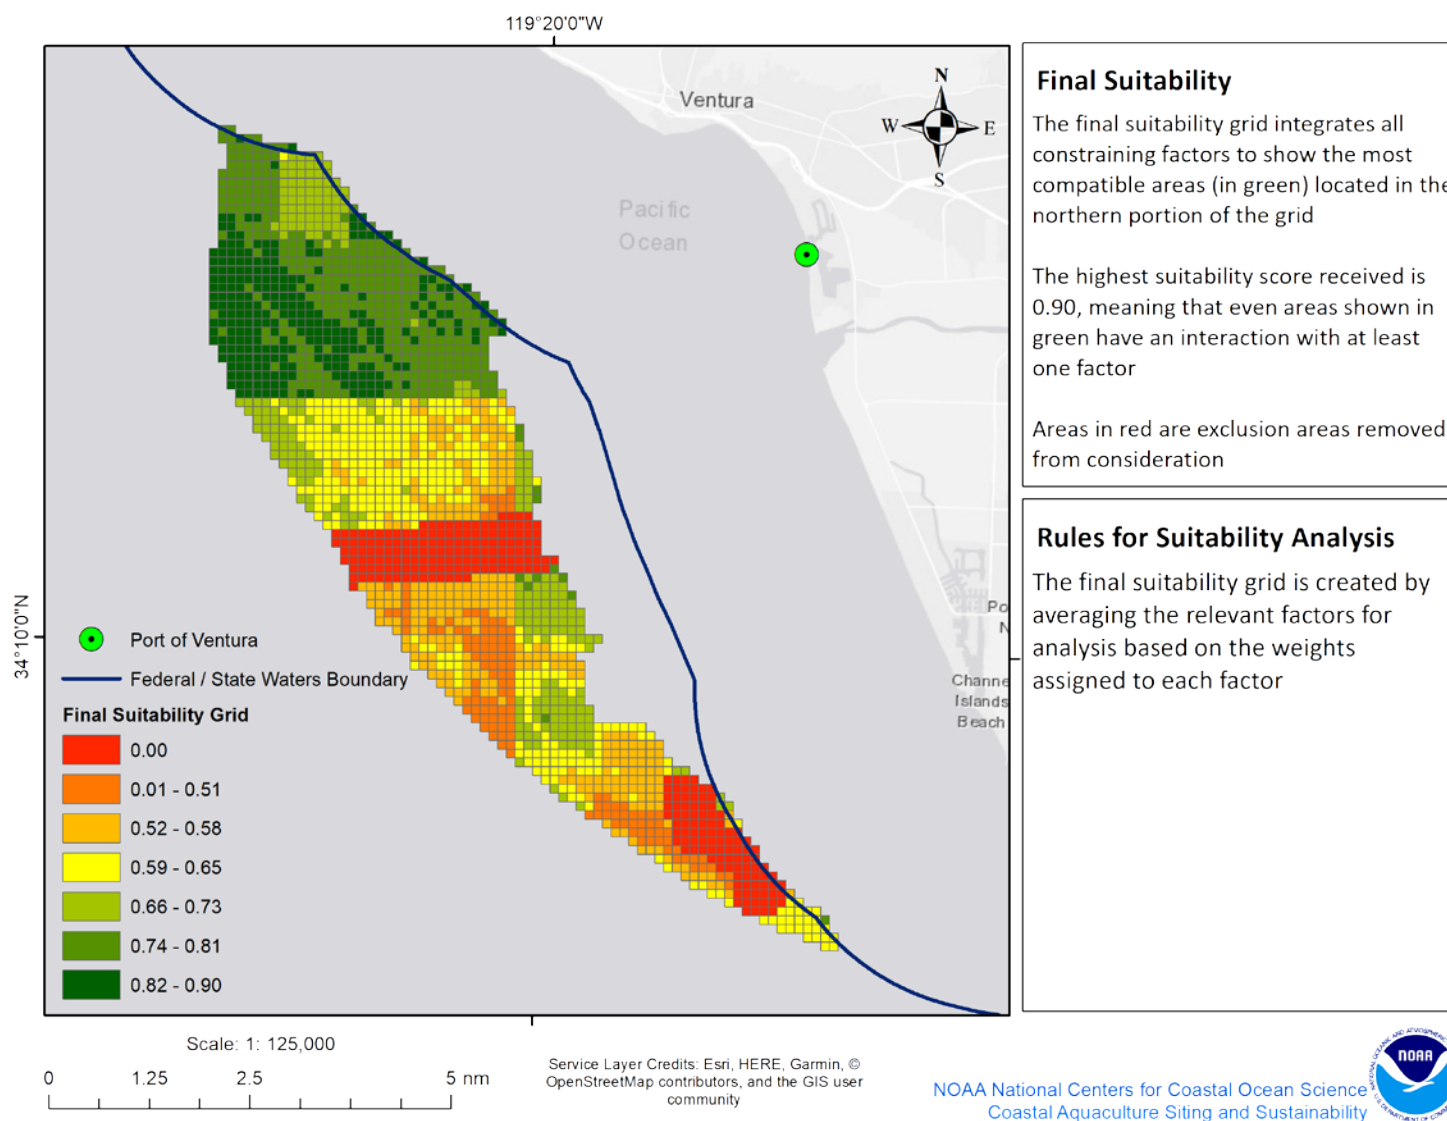 119°20'0"W
Final Suitability
The final suitability grid integrates all
constraining factors to show the most
compatible areas (in green) located in the
northern portion of the grid
The highest suitability score received is
0.90, meaning that even areas shown in
green have an interaction with at least
one factor
Areas in red are exclusion areas removed
from consideration
Rules for Suitability Analysis
The final suitability grid is created by
averaging the relevant factors for
analysis based on the weights
assigned to each factor
Ventura
N
W
E
S
Pacific
Ocean
Po
N
Channe
Islands
Beach
34°10'0"N
Port of Ventura
Federal / State Waters Boundary
Final Suitability Grid
0.00
0.01 - 0.51
0.52 - 0.58
0.59 - 0.65
0.66 - 0.73
0.74 - 0.81
0.82 - 0.90
Scale: 1: 125,000
0 1.25 2.5 5 nm
Service Layer Credits: Esri, HERE, Garmin, ©
OpenStreetMap contributors, and the GIS user
community
NOAA National Centers for Coastal Ocean Science
Coastal Aquaculture Siting and Sustainability
NOAA